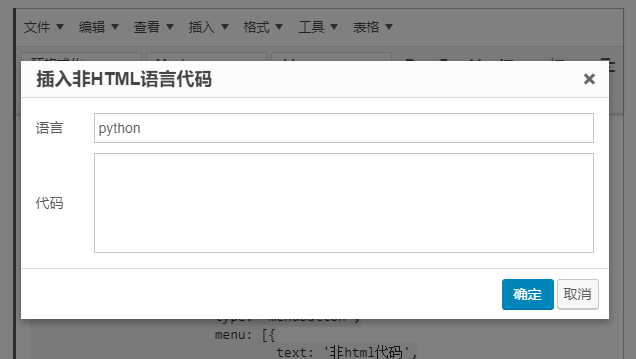 文件 编辑 查看 插入 格式 工具 表格
插入非HTML语言代码
语言 python
代码
确定 取消
menu: [{
text: '非html代码',